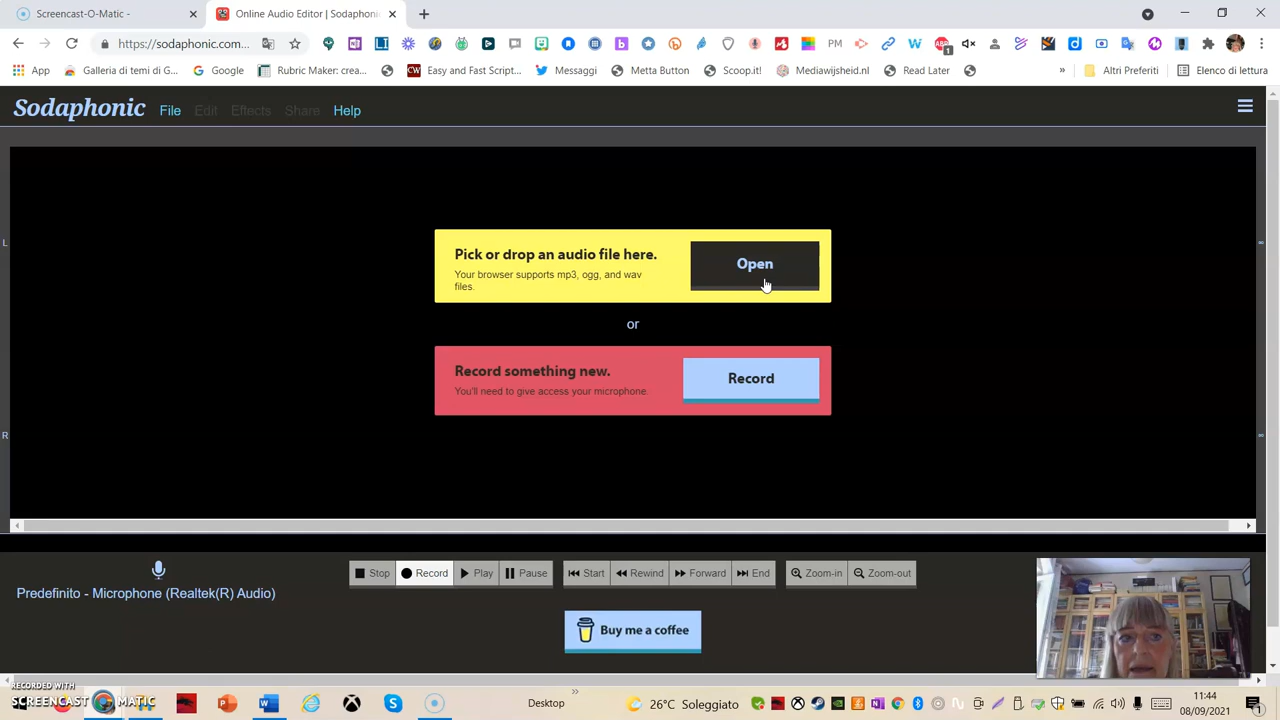 Screencast-O-Matic -
Online Audio Editor | Sodaphonic
https://sodaphonic.com...
PM
App
Galleria di temi di G...
Google
Rubric Maker: crea...
Easy and Fast Script...
Messaggi
Metta Button
Scoop.it!
Mediawijsheid.nl
Read Later
»
Altri Preferiti
Elenco di lettura
Sodaphonic File Edit Effects Share Help
Pick or drop an audio file here.
Your browser supports mp3, ogg, and wav
files.
Open
or
Record something new.
You'll need to give access your microphone.
Record
L
R
∞
∞
Stop Record Play Pause Start Rewind Forward End Zoom-in Zoom-out
Predefinito - Microphone (Realtek(R) Audio)
Buy me a coffee
RECORDED WITH
SCREENCAST MATIC
Desktop
26°C Soleggiato
11:44
08/09/2021